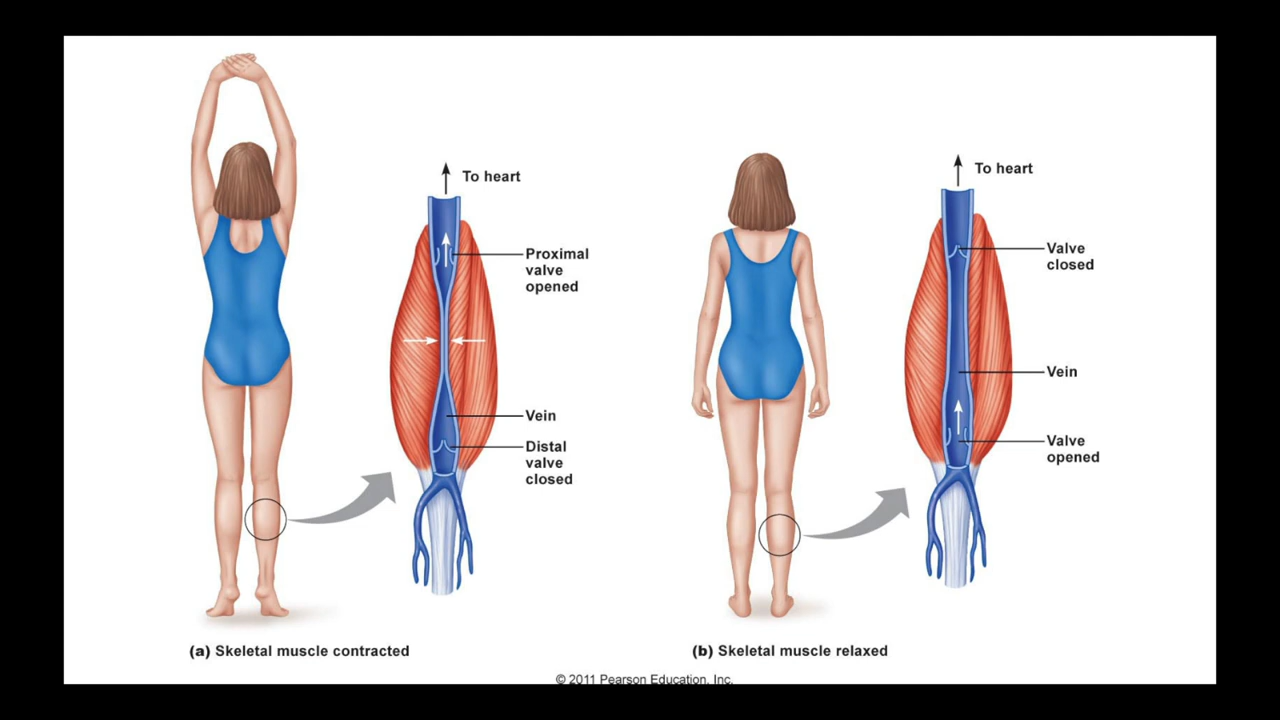 To heart
Proximal
valve
opened
Vein
Distal
valve
closed
(a) Skeletal muscle contracted
To heart
Valve
closed
Vein
Valve
opened
(b) Skeletal muscle relaxed
© 2011 Pearson Education, Inc.